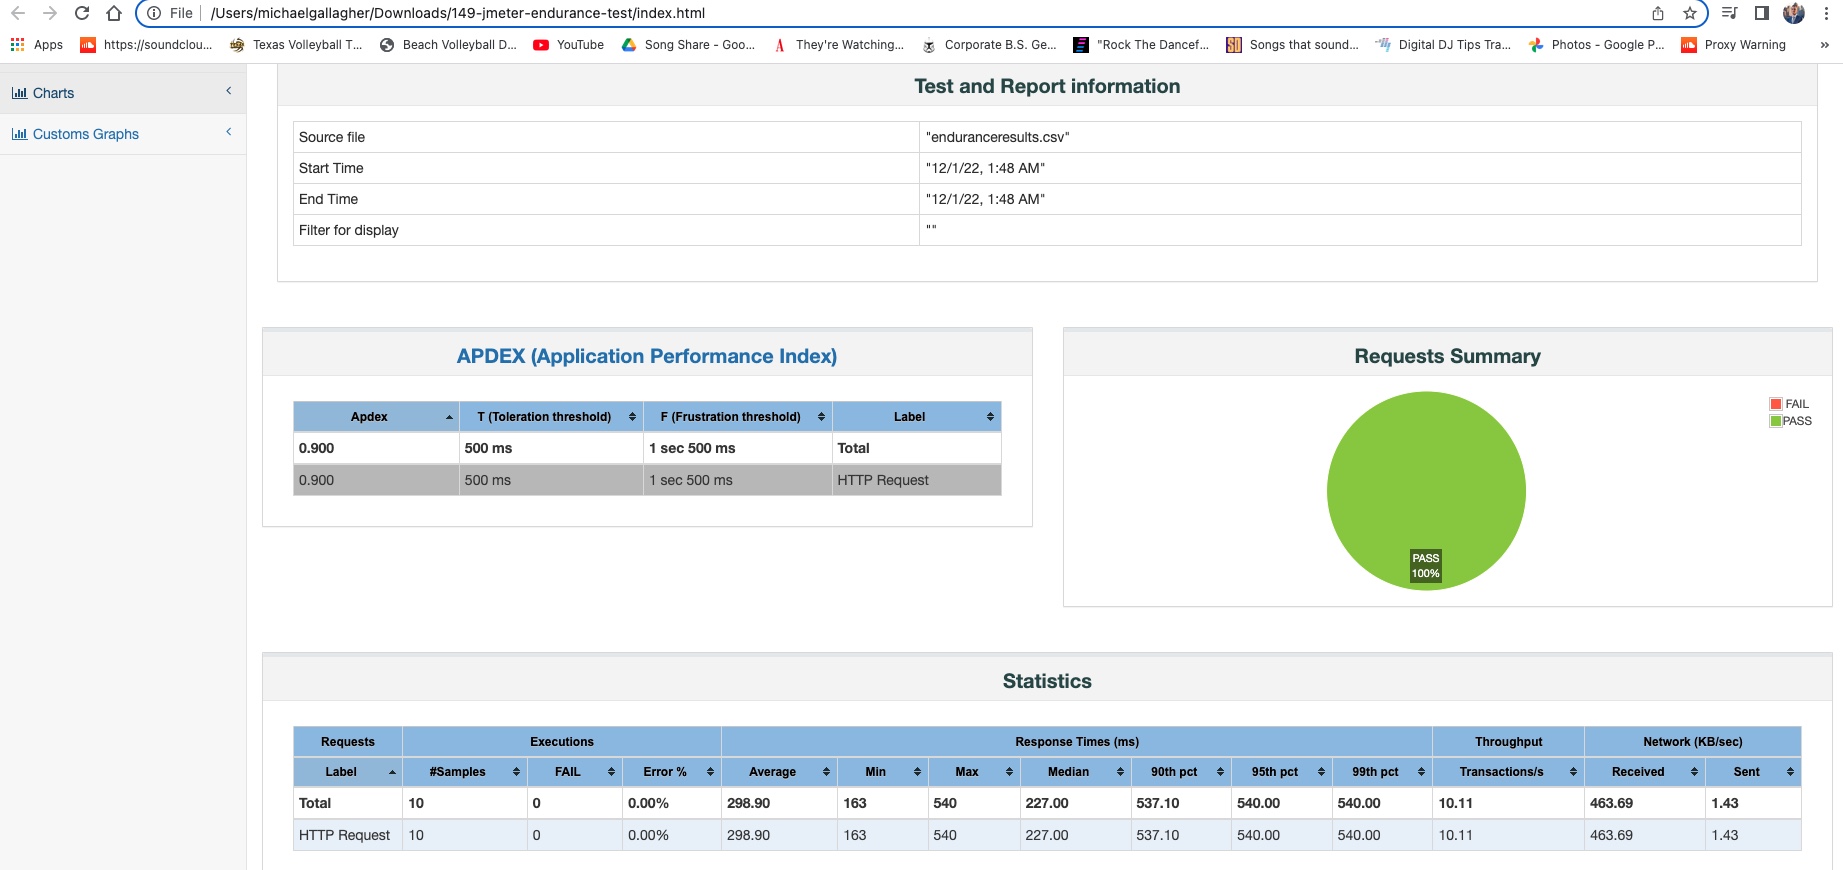 File /Users/michaelgallagher/Downloads/149-jmeter-endurance-test/index.html
Apps https://soundclou... Texas Volleyball T... Beach Volleyball D... YouTube Song Share - Goo... They're Watching... Corporate B.S. Ge... "Rock The Dancef... Songs that sound... Digital DJ Tips Tra... Photos - Google P... Proxy Warning »
Charts
Customs Graphs
Test and Report information
Source file "enduranceresults.csv"
Start Time "12/1/22, 1:48 AM"
End Time "12/1/22, 1:48 AM"
Filter for display ""
APDEX (Application Performance Index)
Apdex T (Toleration threshold) F (Frustration threshold) Label
0.900 500 ms 1 sec 500 ms Total
0.900 500 ms 1 sec 500 ms HTTP Request
Requests Summary
FAIL
PASS
PASS
100%
Statistics
Requests Executions Response Times (ms) Throughput Network (KB/sec)
Label #Samples FAIL Error % Average Min Max Median 90th pct 95th pct 99th pct Transactions/s Received Sent
Total 10 0 0.00% 298.90 163 540 227.00 537.10 540.00 540.00 10.11 463.69 1.43
HTTP Request 10 0 0.00% 298.90 163 540 227.00 537.10 540.00 540.00 10.11 463.69 1.43